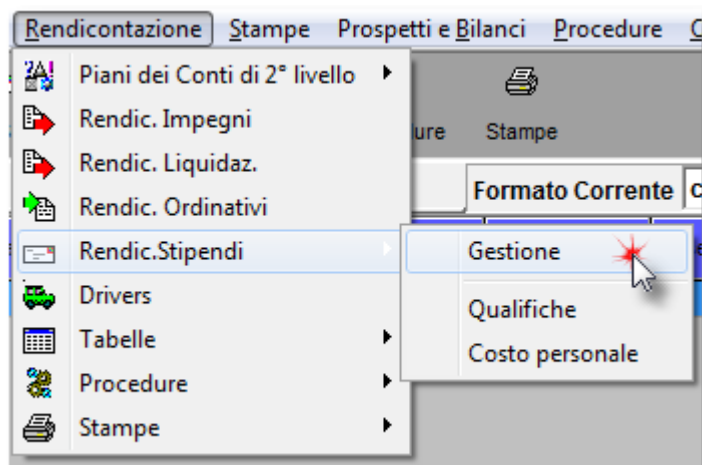 Rendicontazione Stampe Prospetti e Bilanci Procedure
Piani dei Conti di 2° livello
Rendic. Impegni
ure Stampe
Rendic. Liquidaz.
Formato Corrente
Rendic. Ordinativi
Rendic.Stipendi
Gestione
Drivers
Qualifiche
Tabelle
Costo personale
Procedure
Stampe